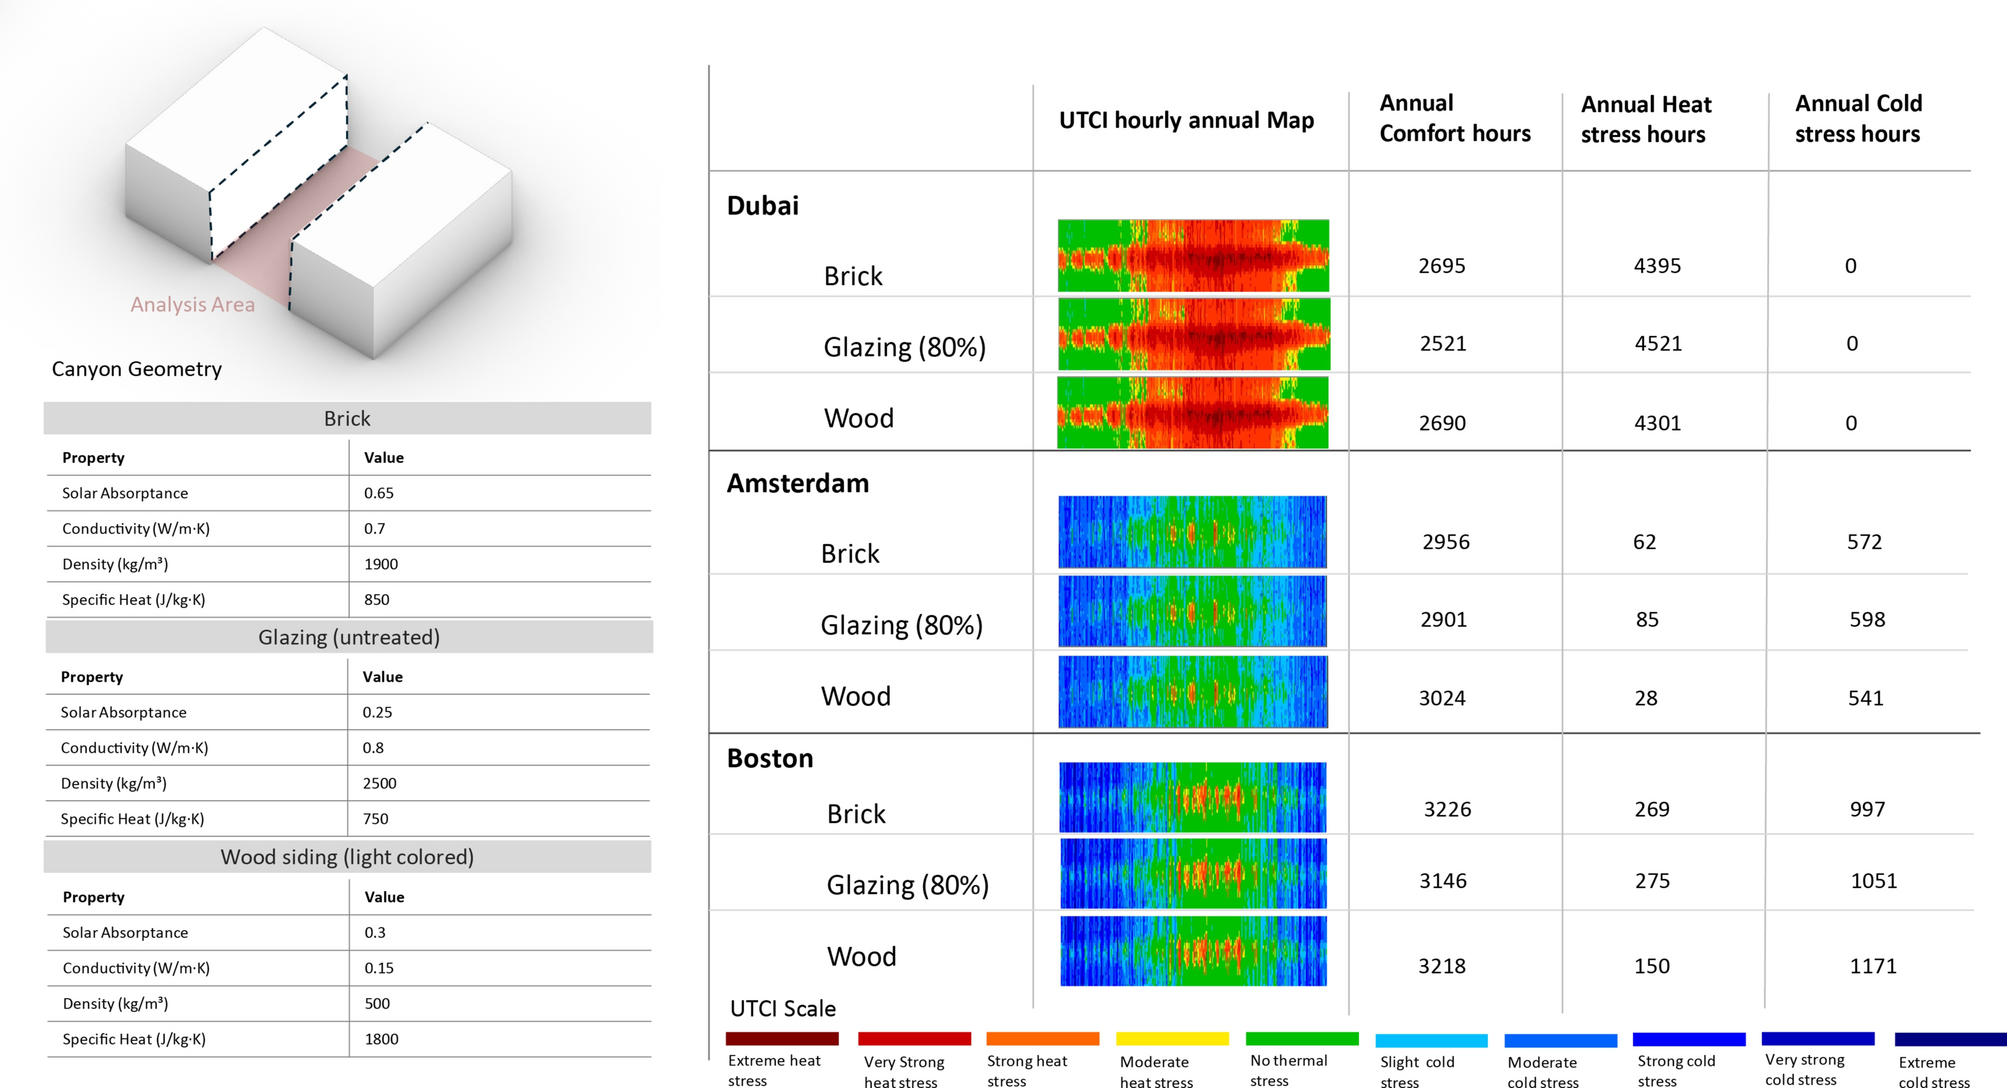 Analysis Area
Canyon Geometry
Brick
Property Value
Solar Absorptance 0.65
Conductivity (W/m·K) 0.7
Density (kg/m³) 1900
Specific Heat (J/kg·K) 850
Glazing (untreated)
Property Value
Solar Absorptance 0.25
Conductivity (W/m·K) 0.8
Density (kg/m³) 2500
Specific Heat (J/kg·K) 750
Wood siding (light colored)
Property Value
Solar Absorptance 0.3
Conductivity (W/m·K) 0.15
Density (kg/m³) 500
Specific Heat (J/kg·K) 1800
UTCI hourly annual Map
Annual
Comfort hours
Annual Heat
stress hours
Annual Cold
stress hours
Dubai
Brick 2695 4395 0
Glazing (80%) 2521 4521 0
Wood 2690 4301 0
Amsterdam
Brick 2956 62 572
Glazing (80%) 2901 85 598
Wood 3024 28 541
Boston
Brick 3226 269 997
Glazing (80%) 3146 275 1051
Wood 3218 150 1171
UTCI Scale
Extreme heat
stress
Very Strong
heat stress
Strong heat
stress
Moderate
heat stress
No thermal
stress
Slight cold
stress
Moderate
cold stress
Strong cold
stress
Very strong
cold stress
Extreme
cold stress